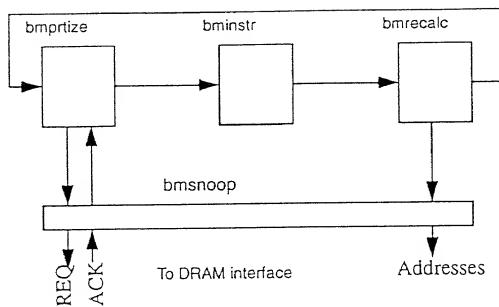 bmprtize
bminstr
bmrecalc
bmsnoop
REQ
ACK
To DRAM interface
Addresses